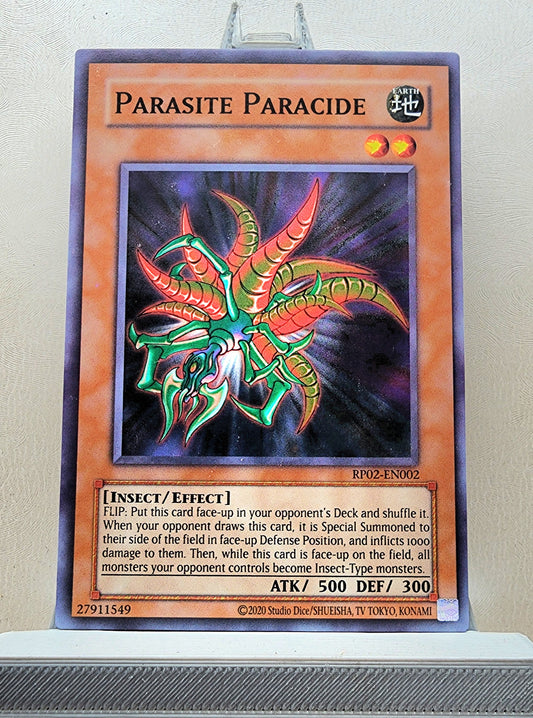 PARASITE PARACIDE
EARTH
地
RP02-EN002
[INSECT/EFFECT]
FLIP: Put this card face-up in your opponent's Deck and shuffle it.
When your opponent draws this card, it is Special Summoned to
their side of the field in face-up Defense Position, and inflicts 1000
damage to them. Then, while this card is face-up on the field, all
monsters your opponent controls become Insect-Type monsters.
ATK/ 500 DEF/ 300
27911549
©2020 Studio Dice/SHUEISHA, TV TOKYO, KONAMI